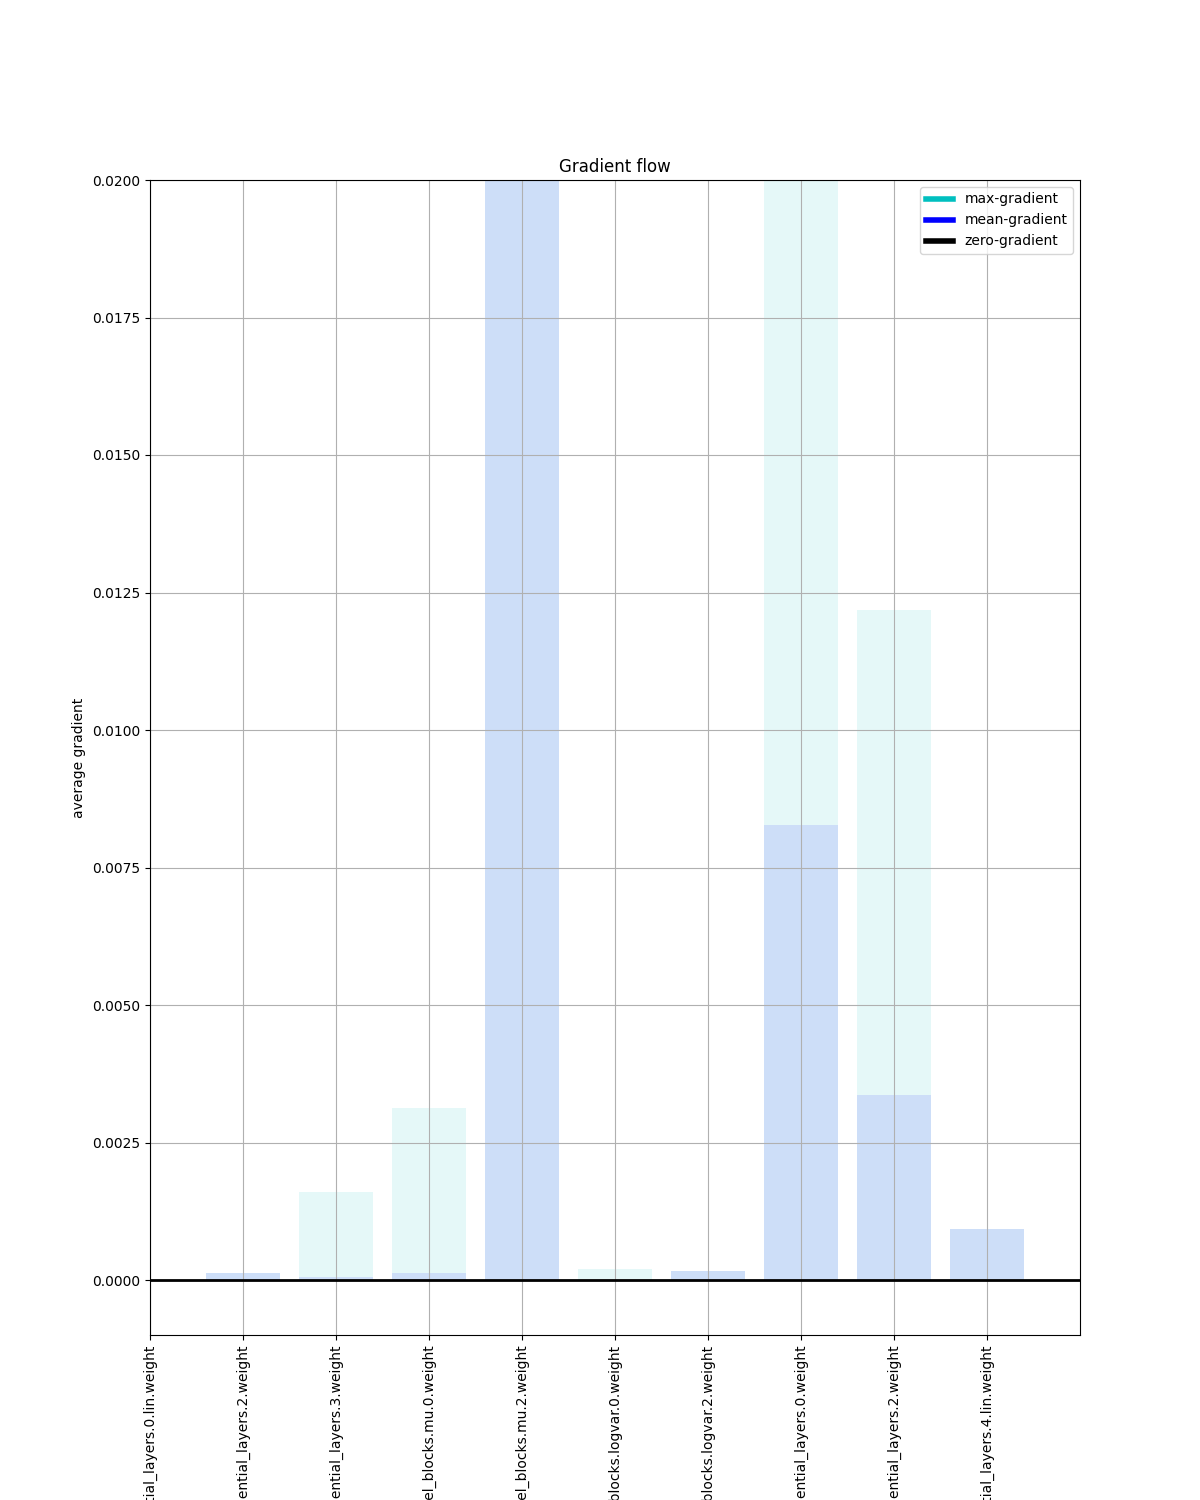 Gradient flow
max-gradient
mean-gradient
zero-gradient
0.0200
0.0175
0.0150
0.0125
0.0100
0.0075
0.0050
0.0025
0.0000
average gradient
tial_layers.0.lin.weight
ential_layers.2.weight
ential_layers.3.weight
el_blocks.mu.0.weight
el_blocks.mu.2.weight
blocks.logvar.0.weight
blocks.logvar.2.weight
ential_layers.0.weight
ential_layers.2.weight
tial_layers.4.lin.weight